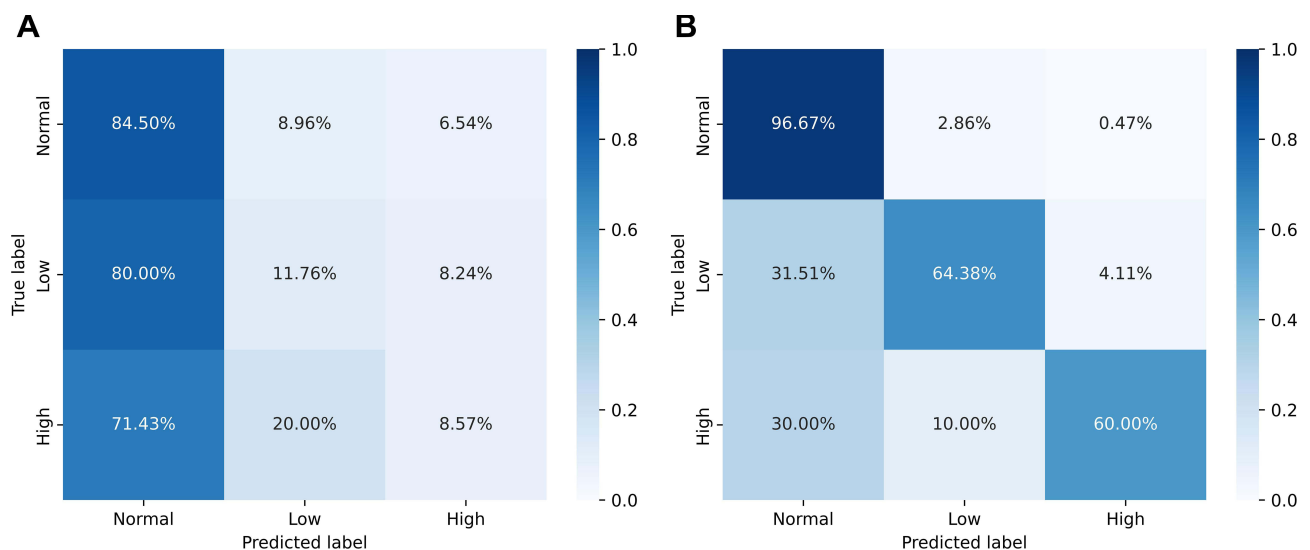 A
True label
Normal
Low
High
84.50% 8.96% 6.54%
80.00% 11.76% 8.24%
71.43% 20.00% 8.57%
Normal Low High
Predicted label
1.0
0.8
0.6
0.4
0.2
0.0
B
True label
Normal
Low
High
96.67% 2.86% 0.47%
31.51% 64.38% 4.11%
30.00% 10.00% 60.00%
Normal Low High
Predicted label
1.0
0.8
0.6
0.4
0.2
0.0